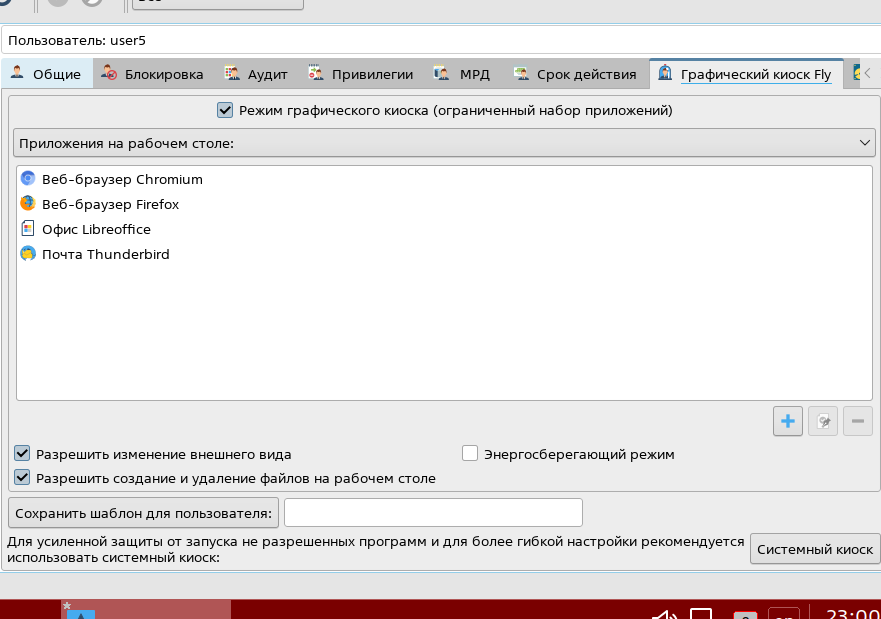 Пользователь: user5
Общие Блокировка Аудит Привилегии МРД Срок действия Графический киоск Fly
Режим графического киоска (ограниченный набор приложений)
Приложения на рабочем столе:
Веб-браузер Chromium
Веб-браузер Firefox
Офис Libreoffice
Почта Thunderbird
Разрешить изменение внешнего вида Энергосберегающий режим
Разрешить создание и удаление файлов на рабочем столе
Сохранить шаблон для пользователя:
Для усиленной защиты от запуска не разрешенных программ и для более гибкой настройки рекомендуется
использовать системный киоск:
Системный киоск
23:00